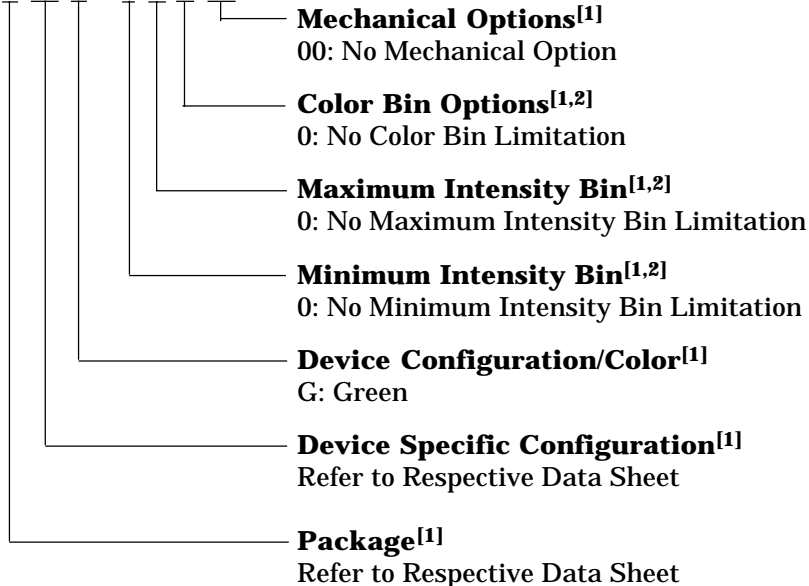 Mechanical Options[1]
00: No Mechanical Option
Color Bin Options[1,2]
0: No Color Bin Limitation
Maximum Intensity Bin[1,2]
0: No Maximum Intensity Bin Limitation
Minimum Intensity Bin[1,2]
0: No Minimum Intensity Bin Limitation
Device Configuration/Color[1]
G: Green
Device Specific Configuration[1]
Refer to Respective Data Sheet
Package[1]
Refer to Respective Data Sheet